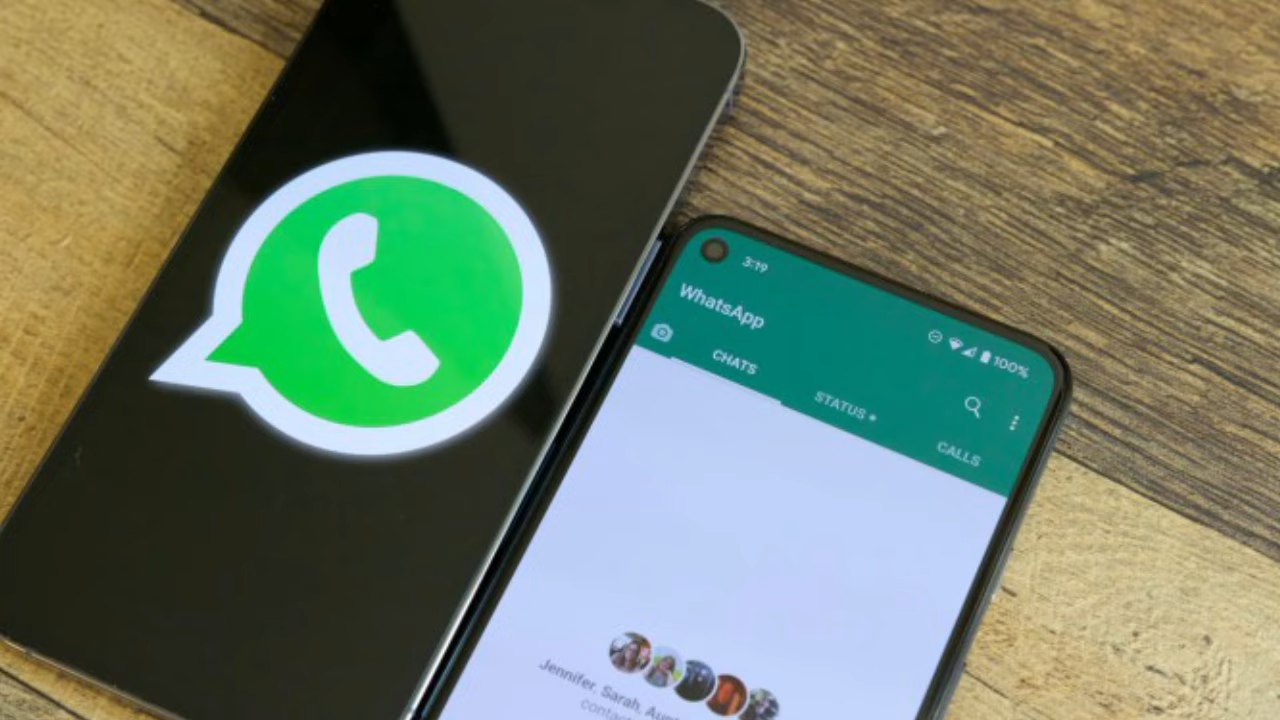 3:19
100%
WhatsApp
CHATS
STATUS
CALLS
Jennifer, Sarah,